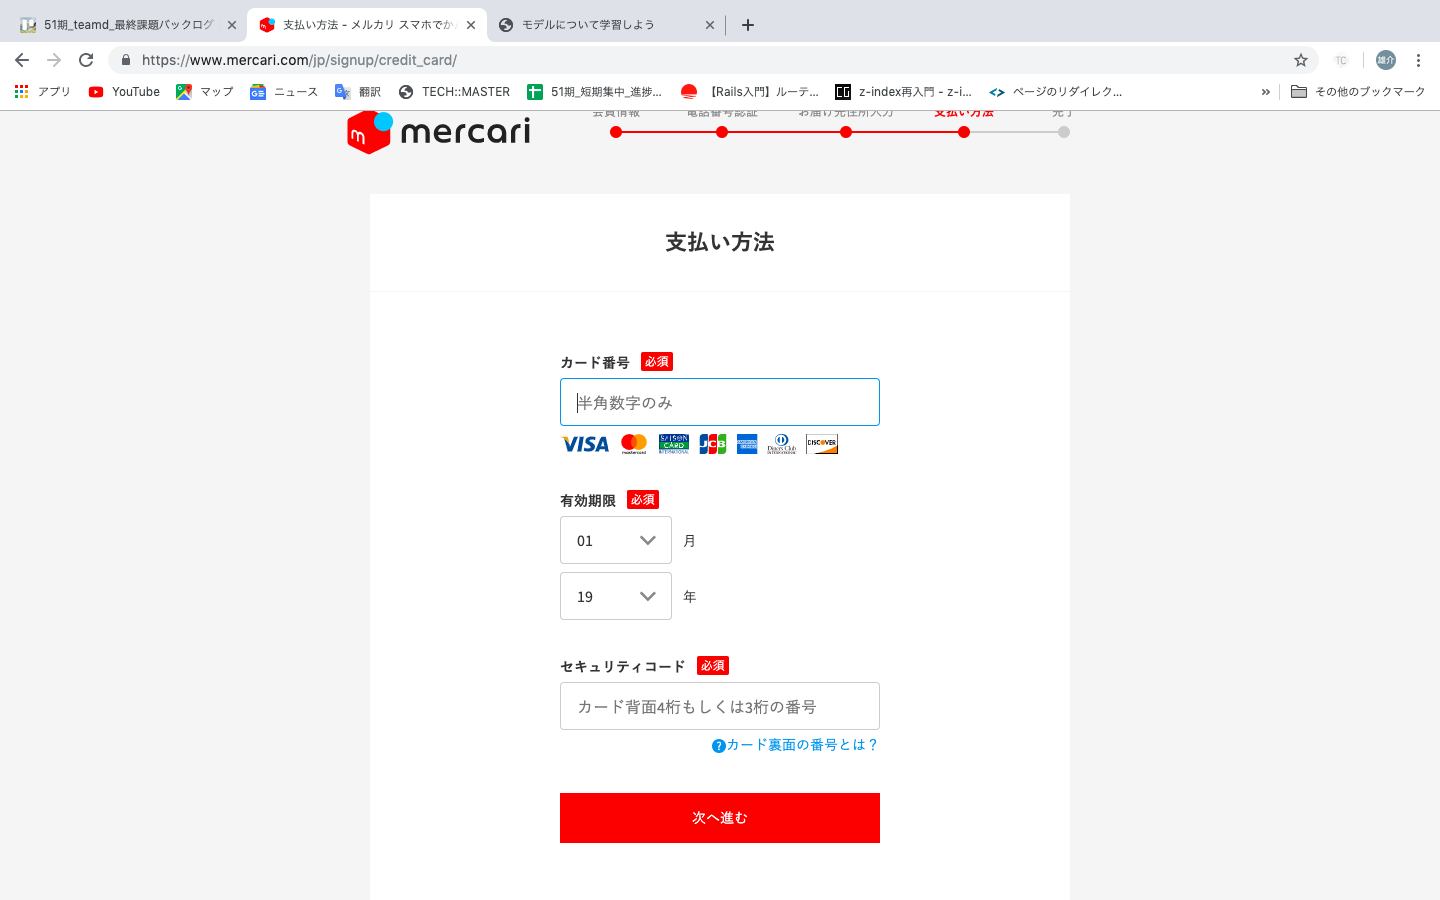 51期_teamd_最終課題バックログ
支払い方法 - メルカリ スマホでか
モデルについて学習しよう
https://www.mercari.com/jp/signup/credit_card/
TC
雄介
アプリ
YouTube
マップ
ニュース
翻訳
TECH::MASTER
51期_短期集中_進捗...
【Rails入門】ルーテ...
z-index再入門 - z-i...
ページのリダイレク...
»
その他のブックマーク
mercari
会員情報
電話番号認証
お届け先住所入力
支払い方法
完了
支払い方法
カード番号 必須
半角数字のみ
VISA mastercard SAISON CARD INTERNATIONAL JCB AMERICAN EXPRESS Diners Club INTERNATIONAL DISCOVER
有効期限 必須
01 月
19 年
セキュリティコード 必須
カード背面4桁もしくは3桁の番号
?カード裏面の番号とは？
次へ進む